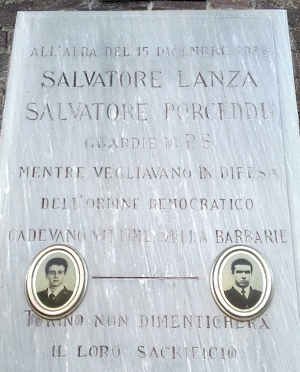 ALL'ALBA DEL 15 DICEMBRE 1978
SALVATORE LANZA
SALVATORE PORCEDDU
GUARDIE DI P.S.
MENTRE VEGLIAVANO IN DIFESA
DELL'ORDINE DEMOCRATICO
CADEVANO VITTIME DELLA BARBARIE
TORINO NON DIMENTICHERÀ
IL LORO SACRIFICIO